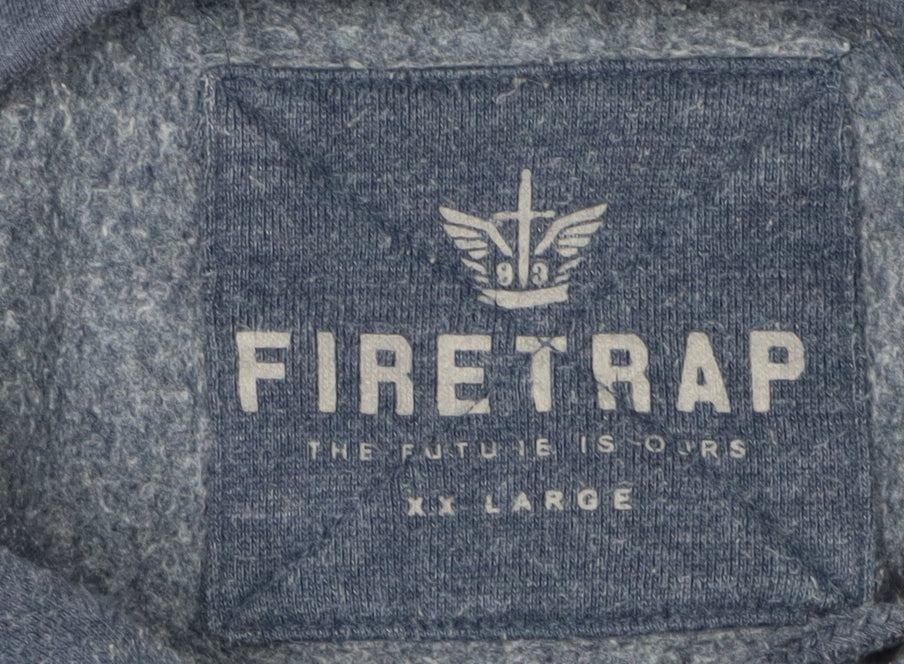 93
FIRETRAP
THE FUTURE IS OURS
XX LARGE